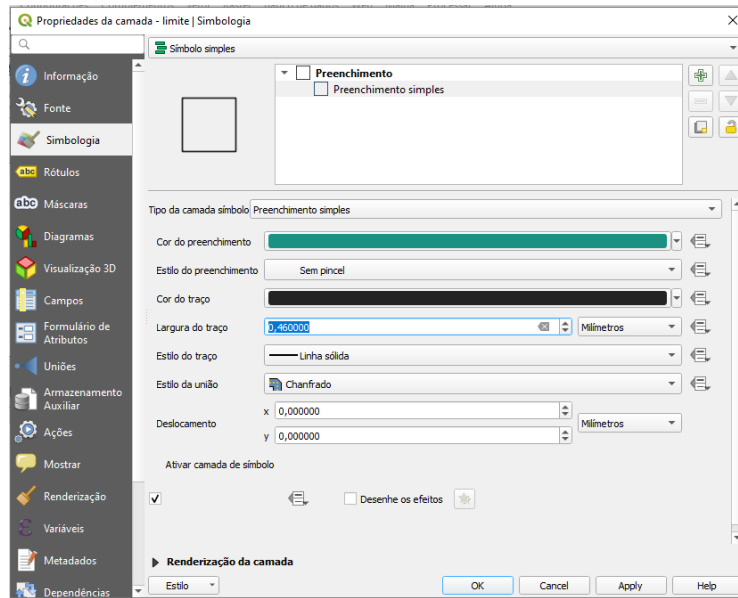 Propriedades da camada - limite | Simbologia
Símbolo simples
Informação
Fonte
Simbologia
abc Rótulos
abc Máscaras
Diagramas
Visualização 3D
Campos
Formulário de
Atributos
Uniões
Armazenamento
Auxiliar
Ações
Mostrar
Renderização
Variáveis
Metadados
Dependências
Preenchimento
Preenchimento simples
Tipo da camada símbolo Preenchimento simples
Cor do preenchimento
Estilo do preenchimento Sem pincel
Cor do traço
Largura do traço 0,460000 Milímetros
Estilo do traço Linha sólida
Estilo da união Chanfrado
Deslocamento x 0,000000 Milímetros
y 0,000000
Ativar camada de símbolo
Desenhe os efeitos
Renderização da camada
Estilo OK Cancel Apply Help